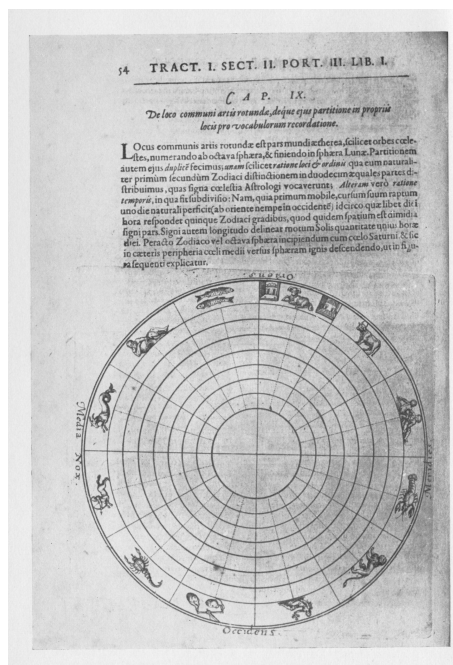 54 TRACT. I. SECT. II. PORT. III. LIB. I.
CAP. IX.
De loco communi artis rotundæ, deque ejus partitione in propria
locis pro vocabulorum recordatione.
LOcus communis artis rotundæ est pars mundi ætherea, scilicet orbes cœle-
stes, numerando ab octava sphæra, & finiendo in sphæra Lunæ. Partitionem
autem ejus duplicē fecimus; unam scilicet ratione loci & ordinis qua eum naturali-
ter primùm secundùm Zodiaci distinctionem in duodecim æquales partes di-
stribuimus, quas signa cœlestia Astrologi vocaverunt: Alteram verò ratione
temporis, in qua fit subdivisio: Nam, quia primum mobile, cursum suum raptum
uno die naturali perficit, ab oriente nempe in occidentē; idcirco quælibet diei
hora respondet quinque Zodiaci gradibus, quod quidem spatium est dimidia
signi pars. Signi autem longitudo delineat motum Solis quantitate unius horæ
diei. Peracto Zodiaco vel octava sphæra incipiendum cum cœlo Saturni, & sic
in cæteris peripheria cœli medii versus sphæram ignis descendendo, ut in figu-
ra sequenti explicatur.
Oriens.
Media Nox.
Meridies
Occidens.